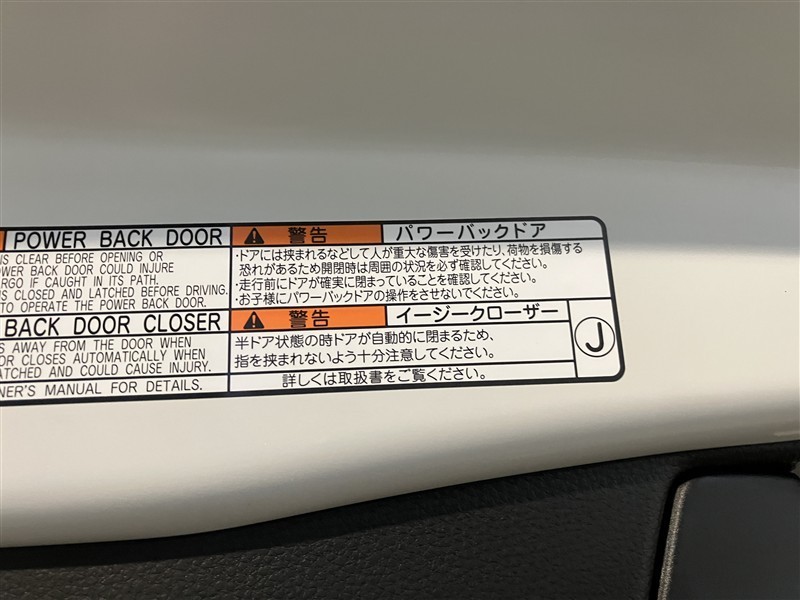 POWER BACK DOOR
IS CLEAR BEFORE OPENING OR
WER BACK DOOR COULD INJURE
RGO IF CAUGHT IN ITS PATH.
IS CLOSED AND LATCHED BEFORE DRIVING.
TO OPERATE THE POWER BACK DOOR.
BACK DOOR CLOSER
S AWAY FROM THE DOOR WHEN
OR CLOSES AUTOMATICALLY WHEN
ATCHED AND COULD CAUSE INJURY.
NER'S MANUAL FOR DETAILS.
警告 パワーバックドア
・ドアには挟まれるなどして人が重大な傷害を受けたり、荷物を損傷する
恐れがあるため開閉時は周囲の状況を必ず確認してください。
・走行前にドアが確実に閉まっていることを確認してください。
・お子様にパワーバックドアの操作をさせないでください。
警告 イージークローザー
半ドア状態の時ドアが自動的に閉まるため、
指を挟まれないよう十分注意してください。
詳しくは取扱書をご覧ください。
J